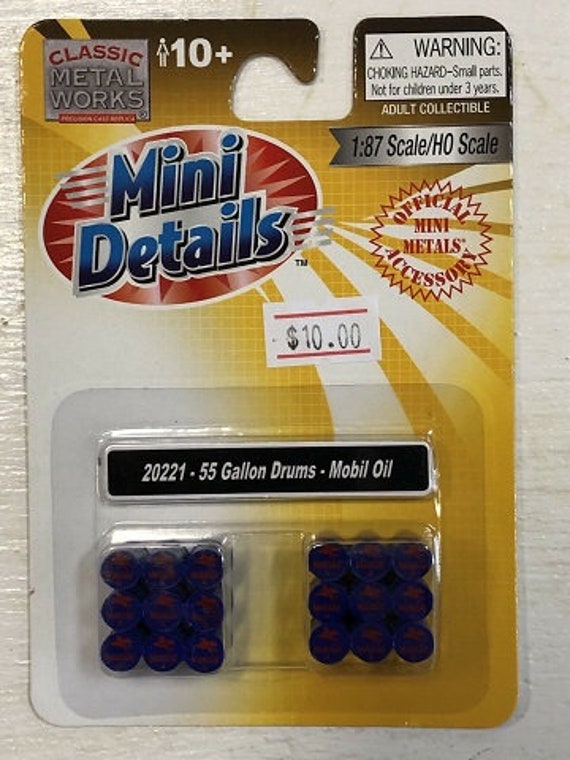 CLASSIC
METAL
WORKS®
PRECISION CAST REPLICA
10+
WARNING:
CHOKING HAZARD–Small parts.
Not for children under 3 years.
ADULT COLLECTIBLE
1:87 Scale/HO Scale
Mini
Details
TM
OFFICIAL
MINI
METALS®
ACCESSORY
$10.00
20221 - 55 Gallon Drums - Mobil Oil